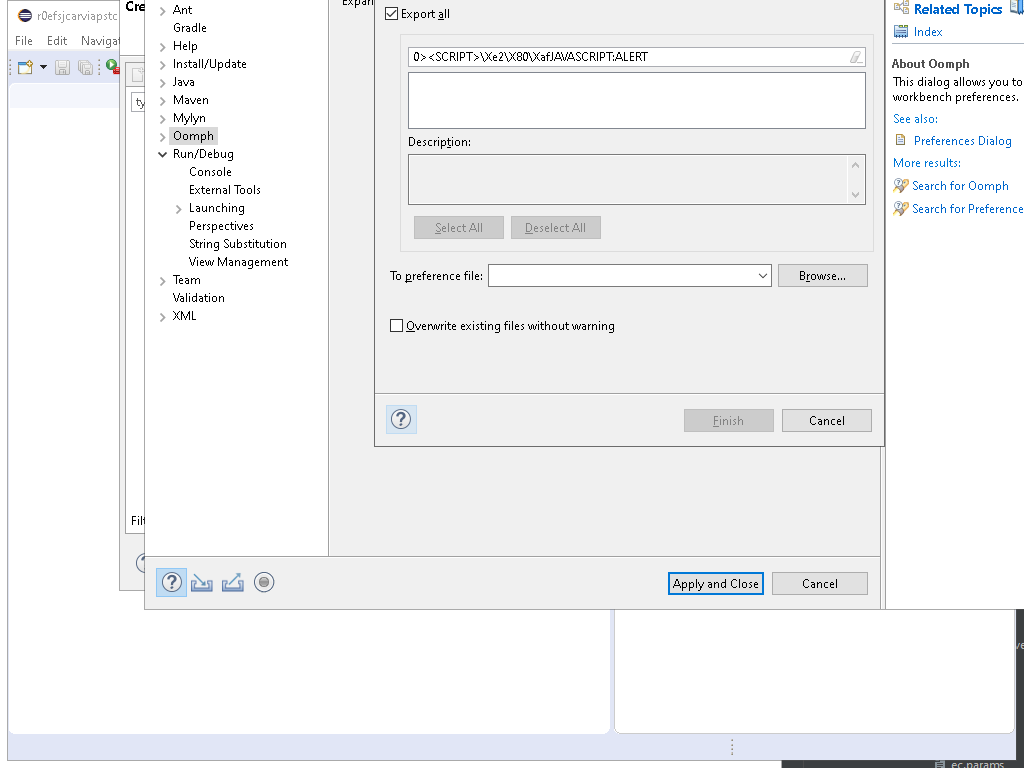 r0efsjcarviapstc
File Edit Navigat
Cre
ty
Filt
Ant
Gradle
Help
Install/Update
Java
Maven
Mylyn
Oomph
Run/Debug
Console
External Tools
Launching
Perspectives
String Substitution
View Management
Team
Validation
XML
Expan
Export all
0><SCRIPT>\Xe2\X80\XafJAVASCRIPT:ALERT
Description:
Select All Deselect All
To preference file: Browse...
Overwrite existing files without warning
Finish Cancel
Apply and Close Cancel
Related Topics
Index
About Oomph
This dialog allows you to
workbench preferences.
See also:
Preferences Dialog
More results:
Search for Oomph
Search for Preference
ve
ec.params